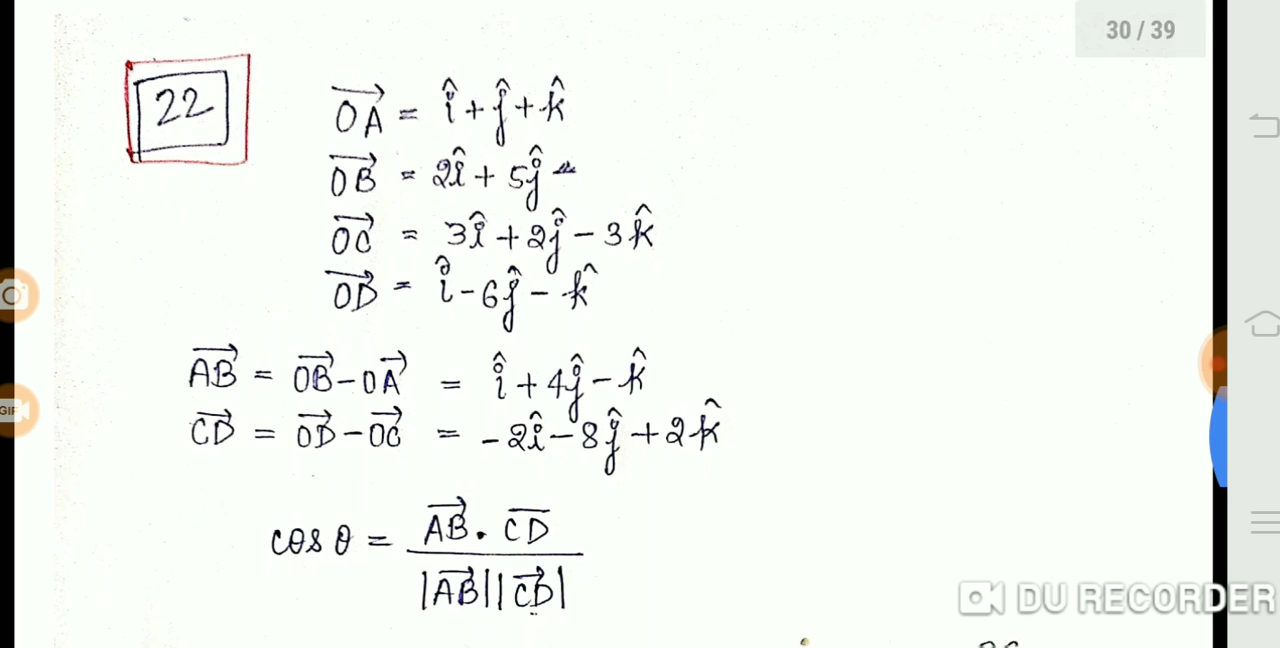 30 / 39
22
OA⃗ = î + ĵ + k̂
OB⃗ = 2î + 5ĵ
OC⃗ = 3î + 2ĵ − 3k̂
OD⃗ = î − 6ĵ − k̂
AB⃗ = OB⃗ − OA⃗ = î + 4ĵ − k̂
CD⃗ = OD⃗ − OC⃗ = −2î − 8ĵ + 2k̂
cos θ = AB⃗ . CD̅ / |AB⃗||CD⃗|
GIF
DU RECORDER